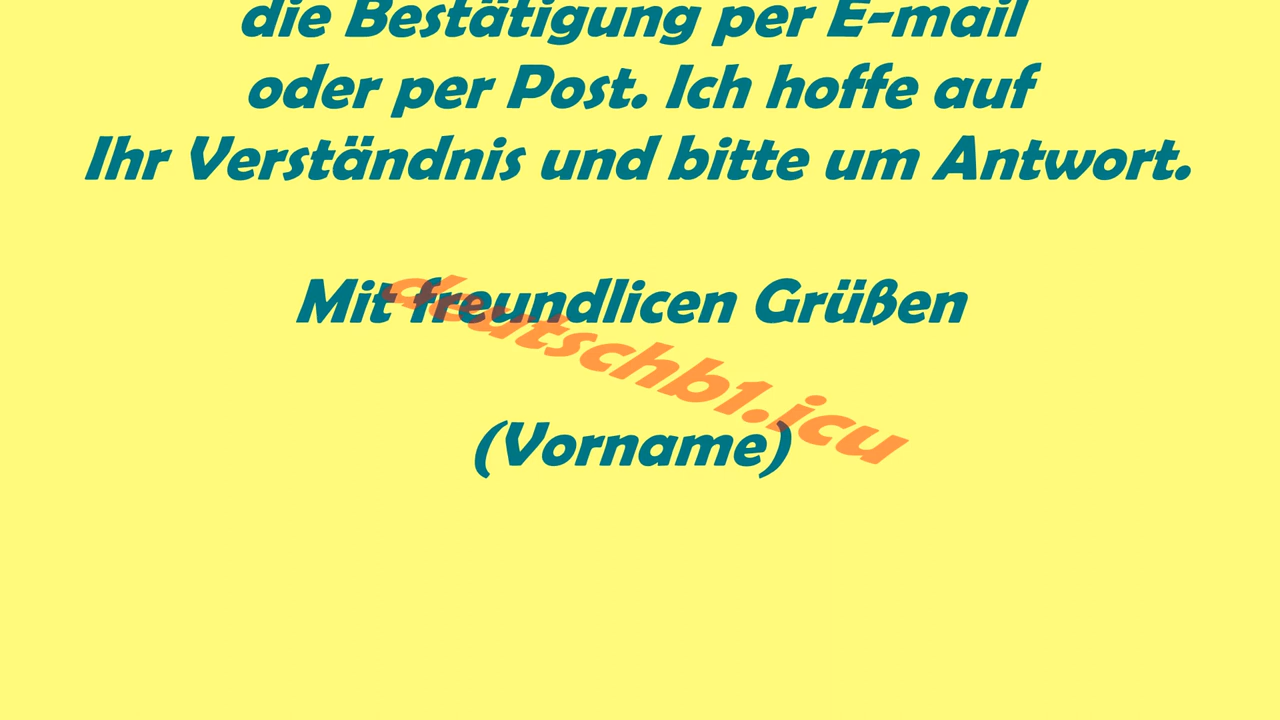 die Bestätigung per E-mail
oder per Post. Ich hoffe auf
Ihr Verständnis und bitte um Antwort.
Mit freundlicen Grüßen
deutschb1.icu
(Vorname)